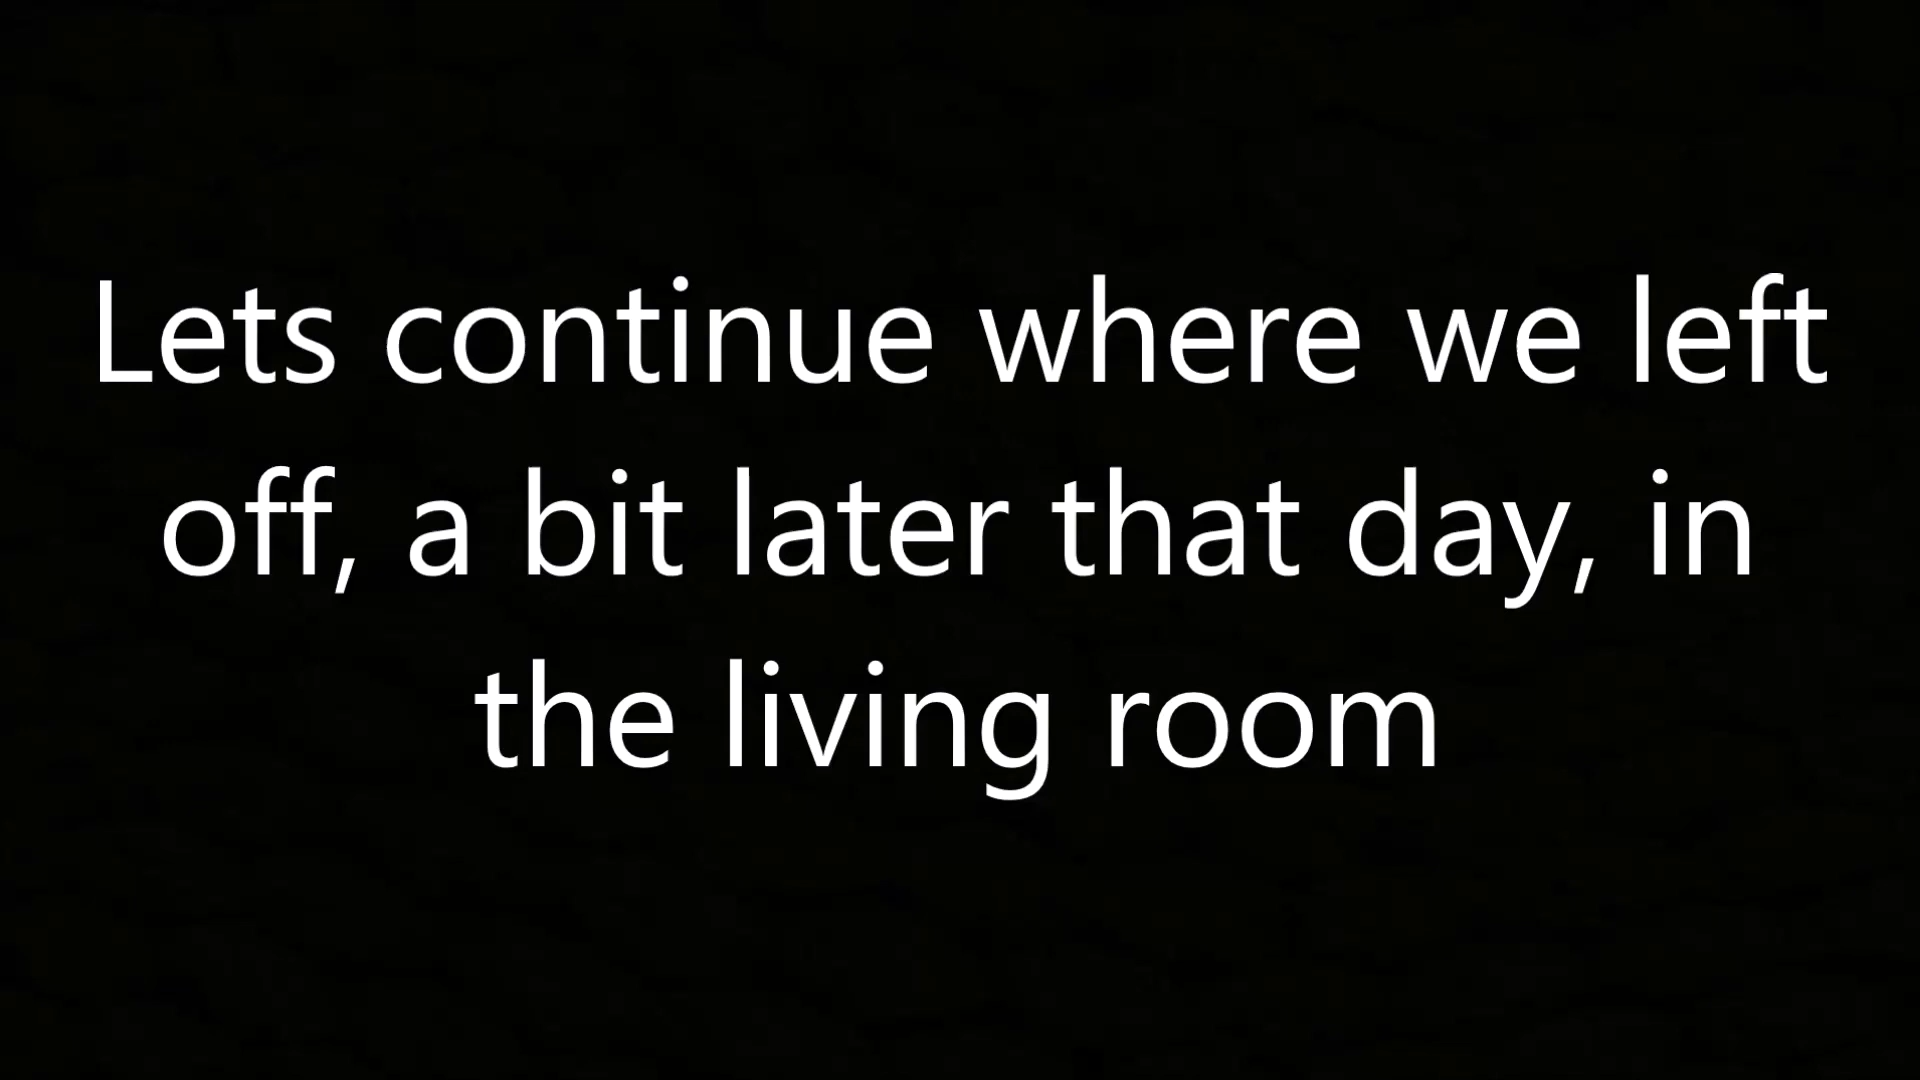 Lets continue where we left
off, a bit later that day, in
the living room